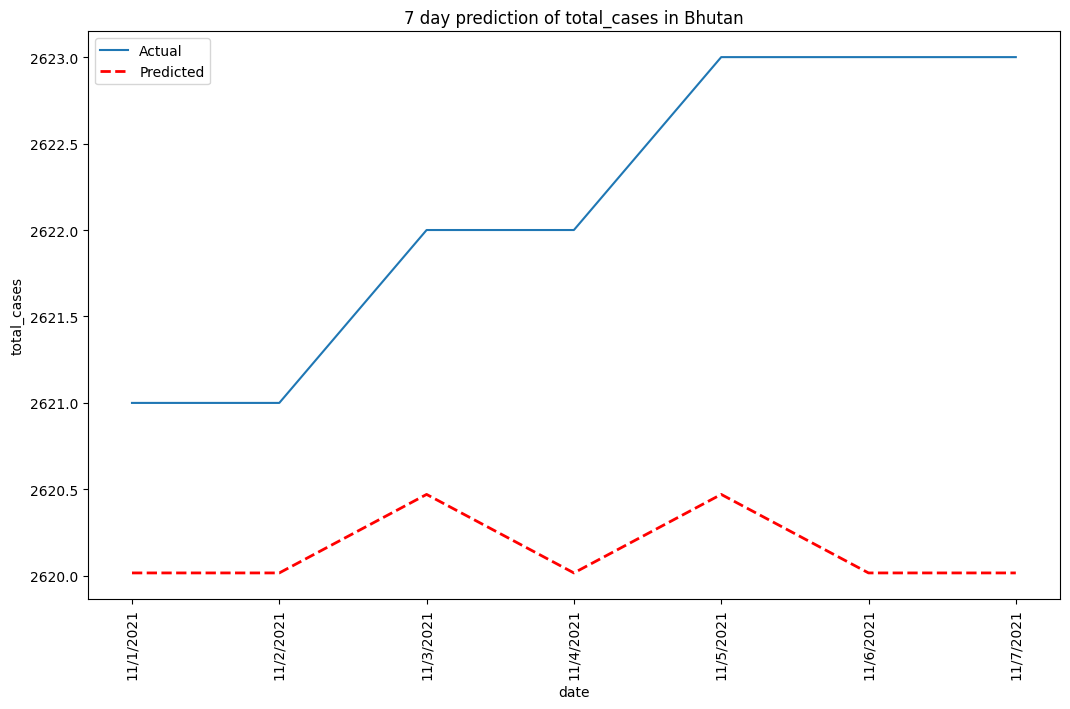 7 day prediction of total_cases in Bhutan
Actual
Predicted
2623.0
2622.5
2622.0
2621.5
2621.0
2620.5
2620.0
total_cases
11/1/2021
11/2/2021
11/3/2021
11/4/2021
11/5/2021
11/6/2021
11/7/2021
date